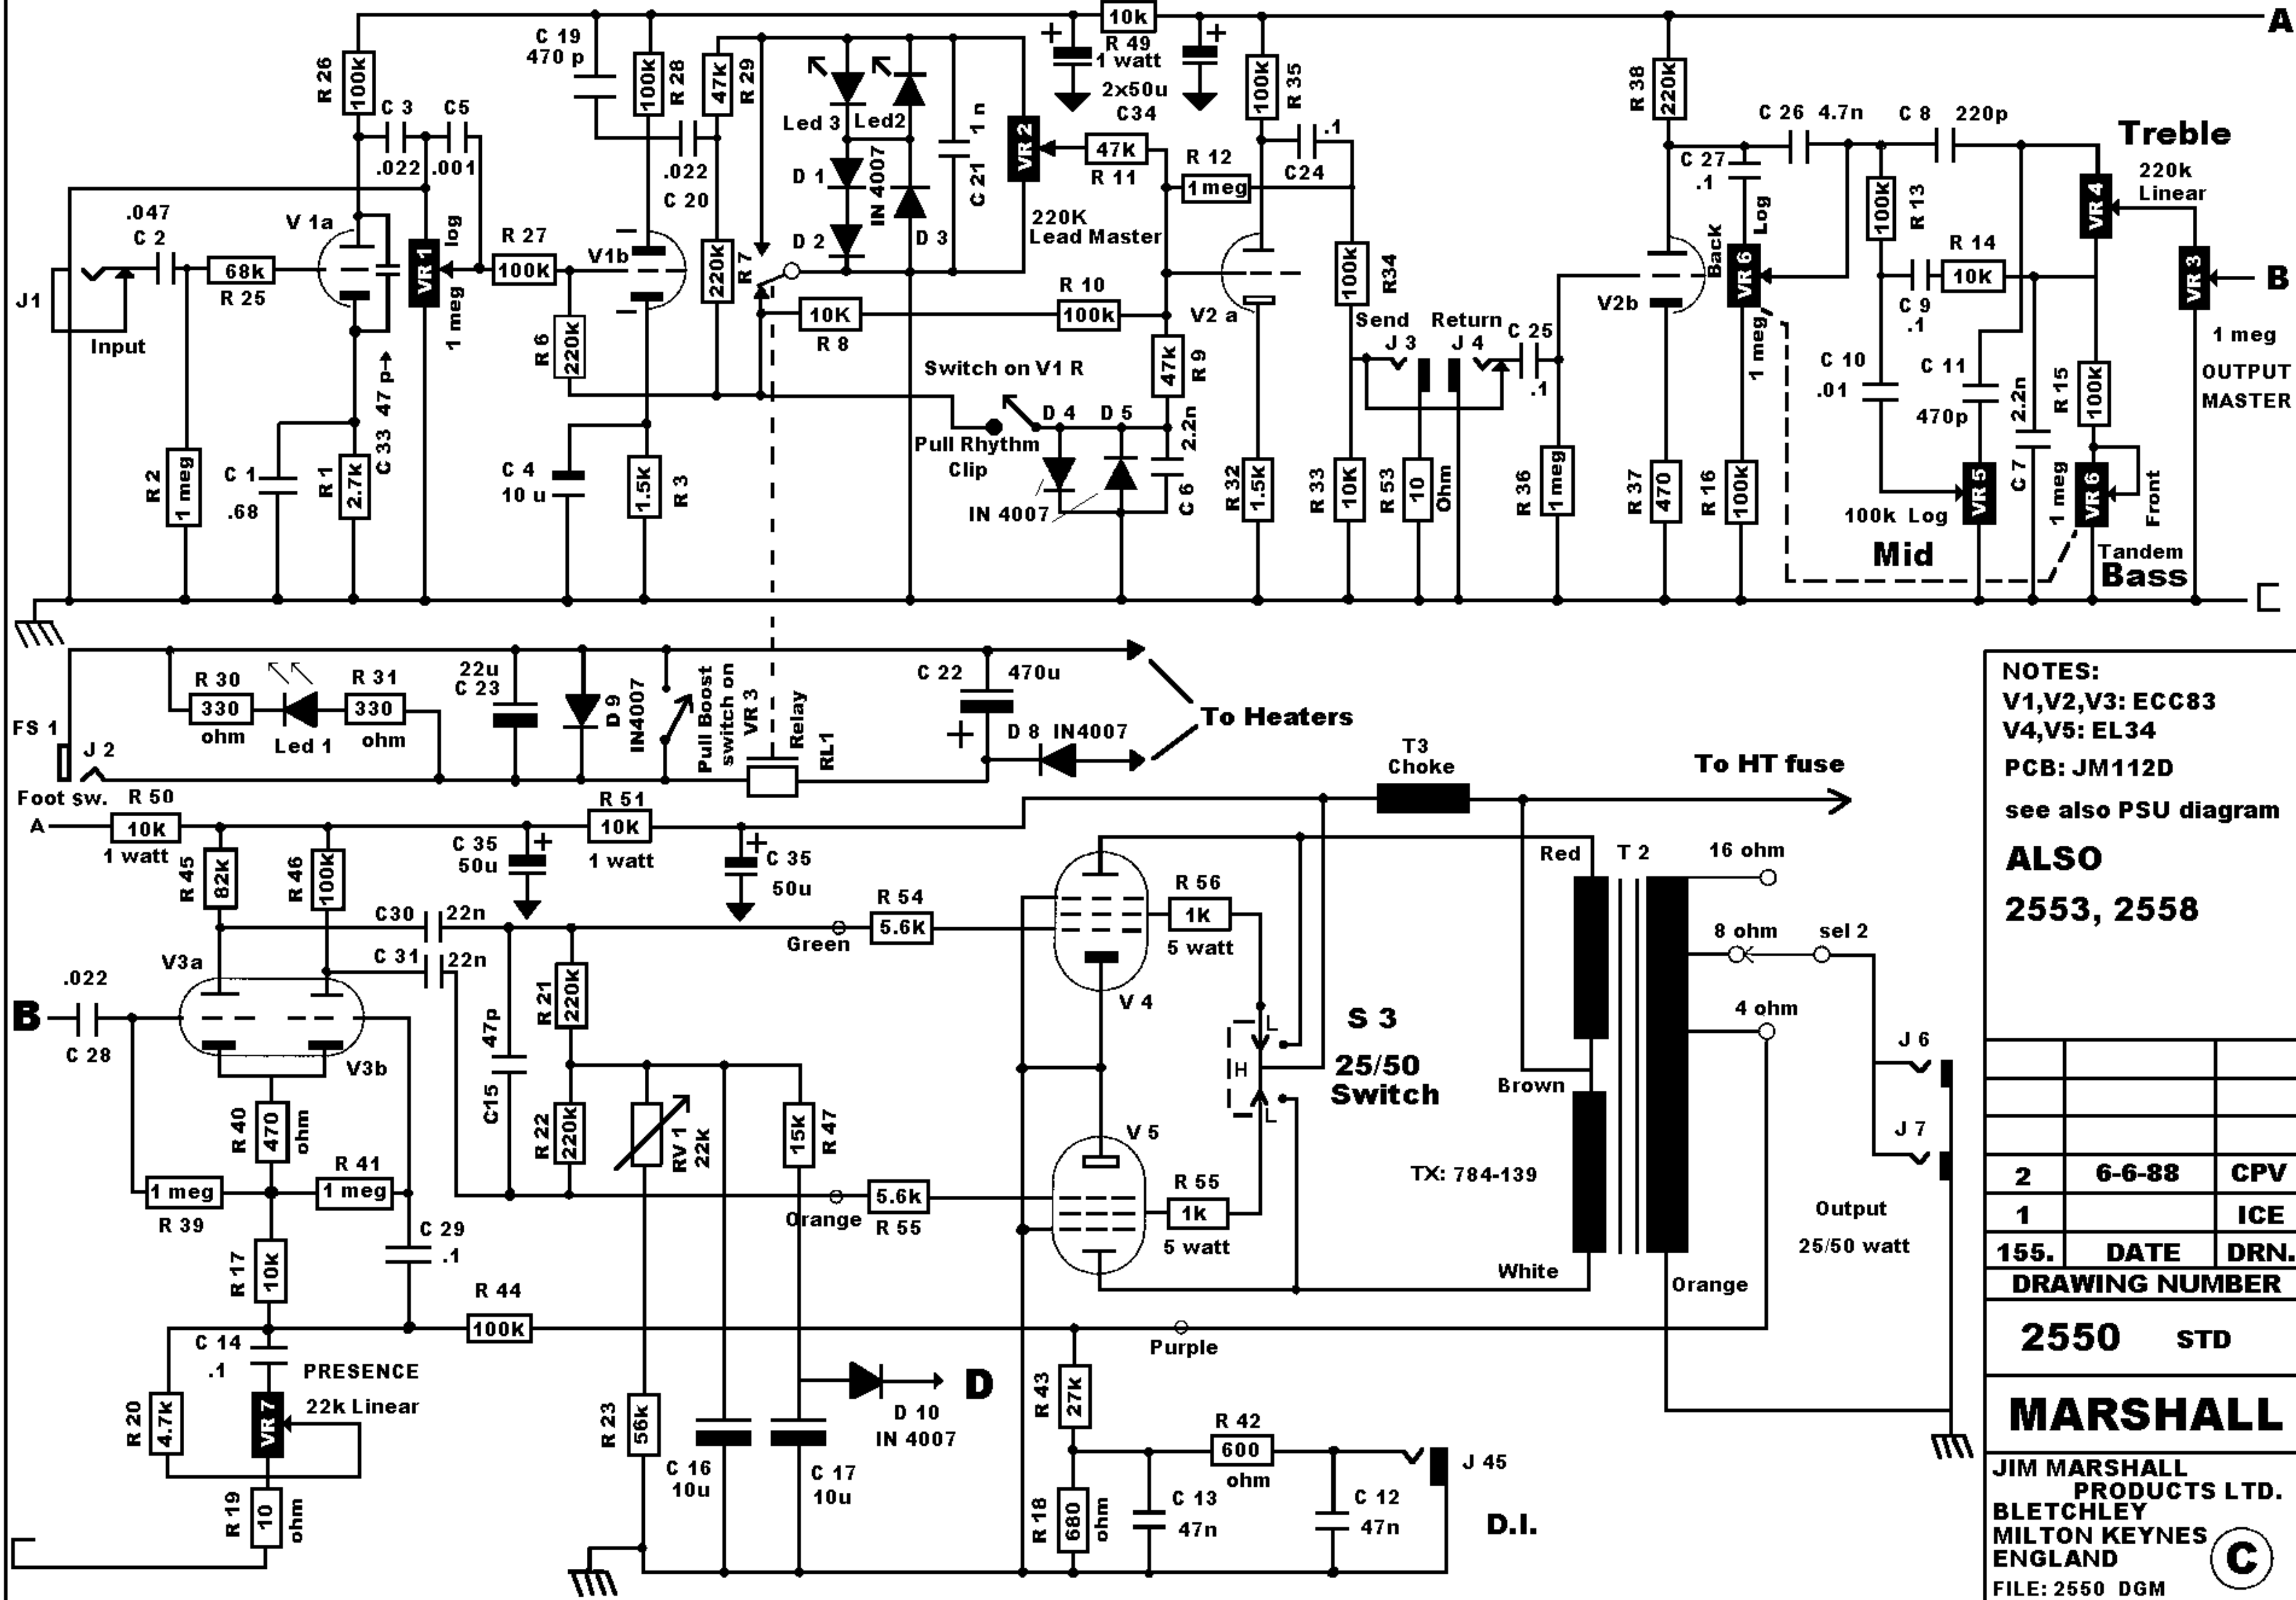 A
10k
R 49
1 watt
2x50u
C34
C 19
470 p
R 26
100k
C 3
C5
.022
.001
100k
R 28
47K
R 29
Led 3
Led2
1 n
C 21
D 1
IN 4007
D 2
D 3
.022
C 20
VR 2
47K
R 11
220K
Lead Master
R 12
1 meg
100k
R 35
.1
C24
R 38
220K
C 26
4.7n
C 8
220p
Treble
220k
Linear
VR 4
C 27
.1
Log
Back
VR 6
1 meg
100k
R 13
R 14
10K
C 9
.1
VR 3
B
1 meg
OUTPUT
MASTER
.047
C 2
V 1a
68k
R 25
J1
Input
VR 1
log
1 meg
R 27
100K
V1b
220K
R 7
R 6
220k
10K
R 8
R 10
100k
V2 a
100k
R34
Send
J 3
Return
J 4
C 25
.1
V2b
C 33
47 p
Switch on V1 R
Pull Rhythm
Clip
D 4
D 5
47K
R 9
2.2n
C 6
IN 4007
R 2
1 meg
C 1
.68
R 1
2.7k
C 4
10 u
1.5k
R 3
R 32
1.5K
R 33
10K
R 53
10
Ohm
R 36
1 meg
R 37
470
R 16
100k
C 10
.01
C 11
470p
2.2n
C 7
R 15
100K
100k Log
VR5
Mid
1 meg
VR 6
Front
Tandem
Bass
R 30
330
ohm
Led 1
R 31
330
ohm
22u
C 23
D 9
IN4007
Pull Boost
switch on
VR 3
Relay
RL1
C 22
470u
D 8
IN4007
To Heaters
FS 1
J 2
Foot sw.
NOTES:
V1,V2,V3: ECC83
V4,V5: EL34
PCB: JM112D
see also PSU diagram
ALSO
2553, 2558
A
R 50
10K
1 watt
R 45
82k
R 46
100k
R 51
10K
1 watt
C 35
50u
C 35
50u
T3
Choke
To HT fuse
C30
22n
C 31
22n
Green
R 54
5.6k
R 56
1k
5 watt
V 4
Red
T 2
16 ohm
8 ohm
sel 2
4 ohm
V3a
V3b
.022
B
C 28
R 21
220K
47p
C15
S 3
25/50
Switch
L
H
L
Brown
J 6
J 7
R 40
470
ohm
R 22
220k
RV 1
22k
15k
R 47
V 5
TX: 784-139
1 meg
R 39
R 41
1 meg
Orange
5.6k
R 55
R 55
1k
5 watt
C 29
.1
R 17
10k
White
Orange
Output
25/50 watt
R 44
100K
Purple
C 14
.1
PRESENCE
22k Linear
VR 7
R 20
4.7k
R 19
10
ohm
R 23
56k
C 16
10u
C 17
10u
D 10
IN 4007
D
R 43
27K
R 42
600
ohm
R 18
680
ohm
C 13
47n
C 12
47n
J 45
D.I.
2
6-6-88
CPV
1
ICE
155.
DATE
DRN.
DRAWING NUMBER
2550 STD
MARSHALL
JIM MARSHALL
PRODUCTS LTD.
BLETCHLEY
MILTON KEYNES
ENGLAND
C
FILE: 2550 DGM